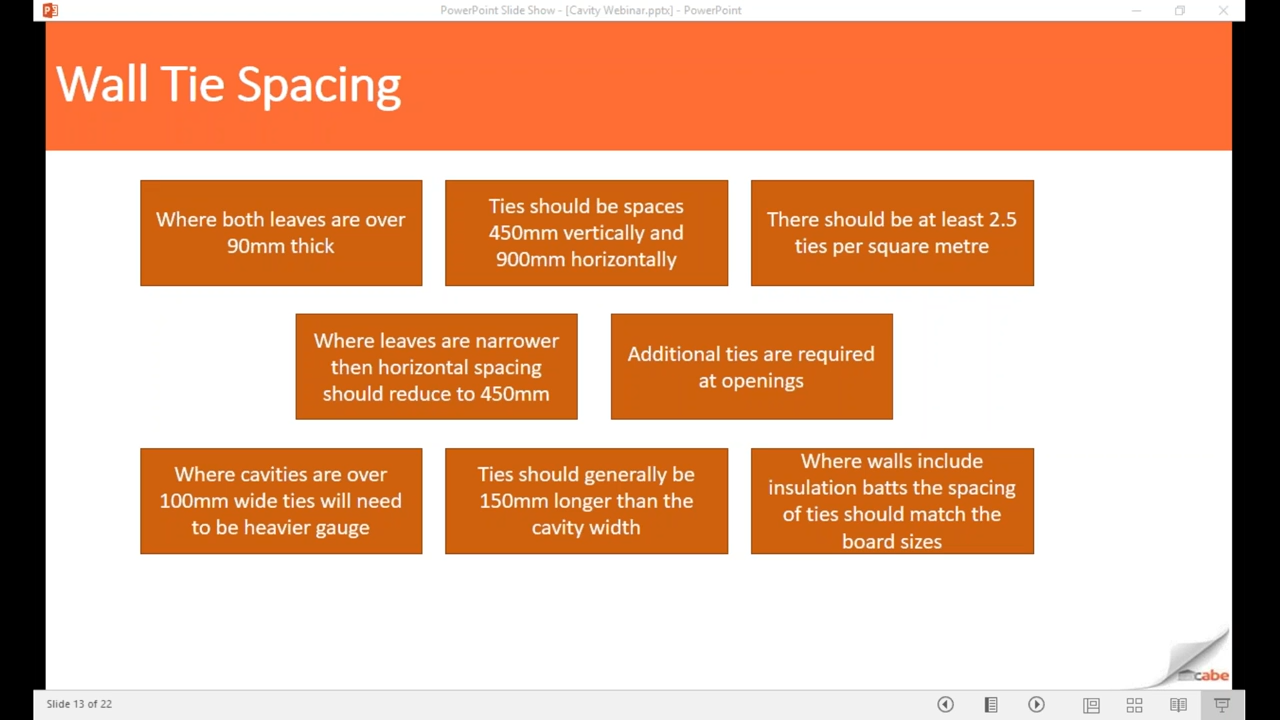 PowerPoint Slide Show - [Cavity Webinar.pptx] - PowerPoint
Wall Tie Spacing
Where both leaves are over
90mm thick
Ties should be spaces
450mm vertically and
900mm horizontally
There should be at least 2.5
ties per square metre
Where leaves are narrower
then horizontal spacing
should reduce to 450mm
Additional ties are required
at openings
Where cavities are over
100mm wide ties will need
to be heavier gauge
Ties should generally be
150mm longer than the
cavity width
Where walls include
insulation batts the spacing
of ties should match the
board sizes
cabe
Slide 13 of 22